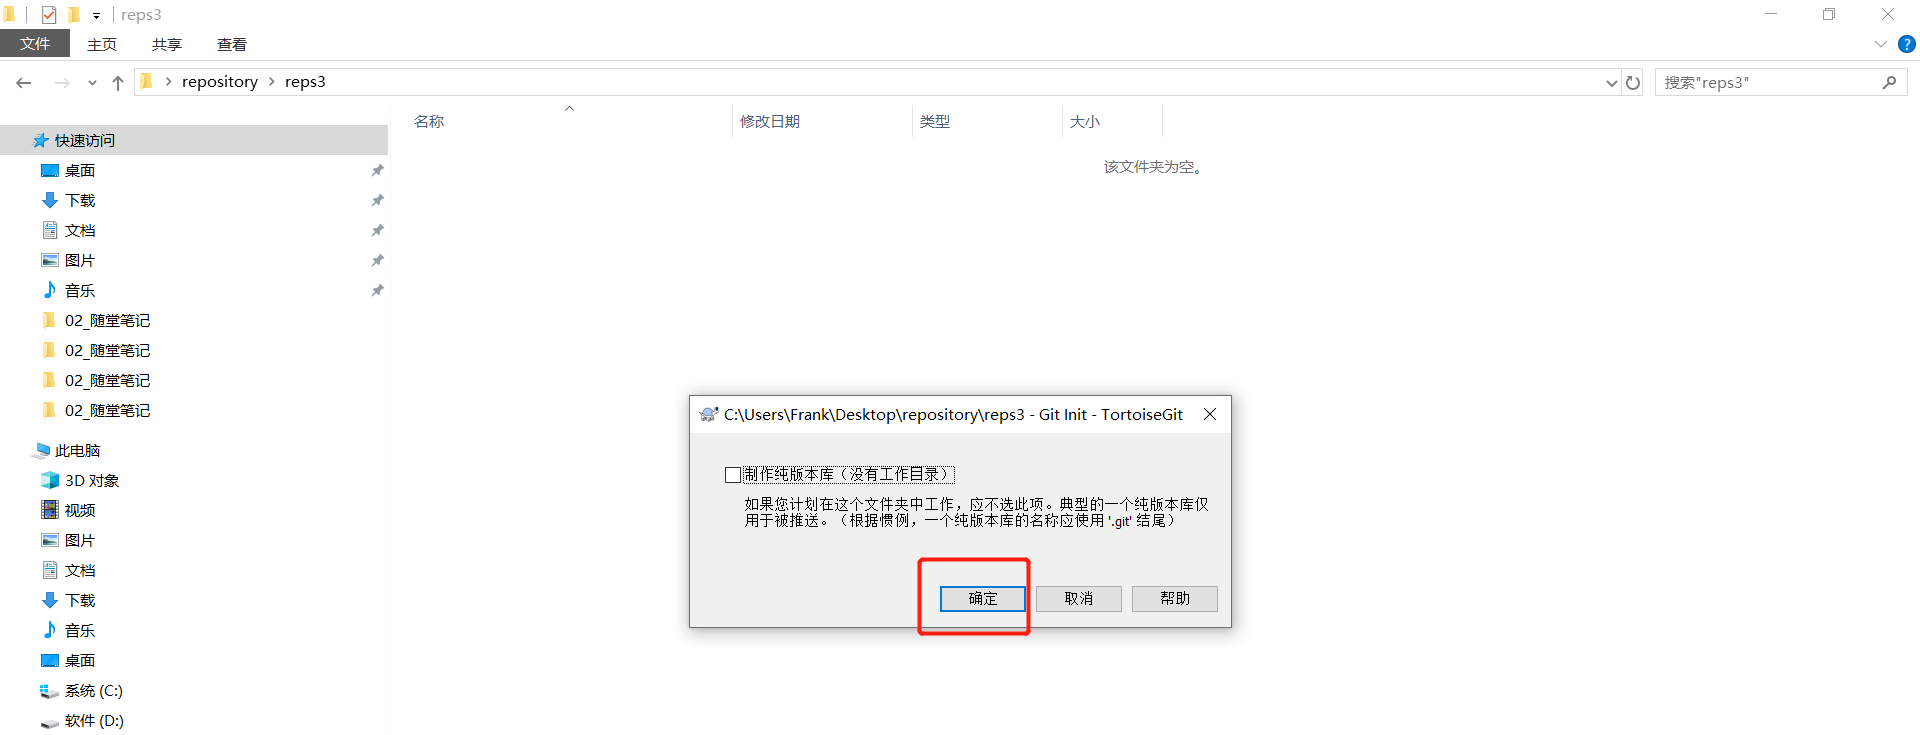 reps3
文件 主页 共享 查看
repository reps3
搜索"reps3"
名称 修改日期 类型 大小
该文件夹为空。
快速访问
桌面
下载
文档
图片
音乐
02_随堂笔记
02_随堂笔记
02_随堂笔记
02_随堂笔记
此电脑
3D 对象
视频
图片
文档
下载
音乐
桌面
系统 (C:)
软件 (D:)
C:\Users\Frank\Desktop\repository\reps3 - Git Init - TortoiseGit
制作纯版本库（没有工作目录）
如果您计划在这个文件夹中工作，应不选此项。典型的一个纯版本库仅
用于被推送。（根据惯例，一个纯版本库的名称应使用 '.git' 结尾）
确定 取消 帮助